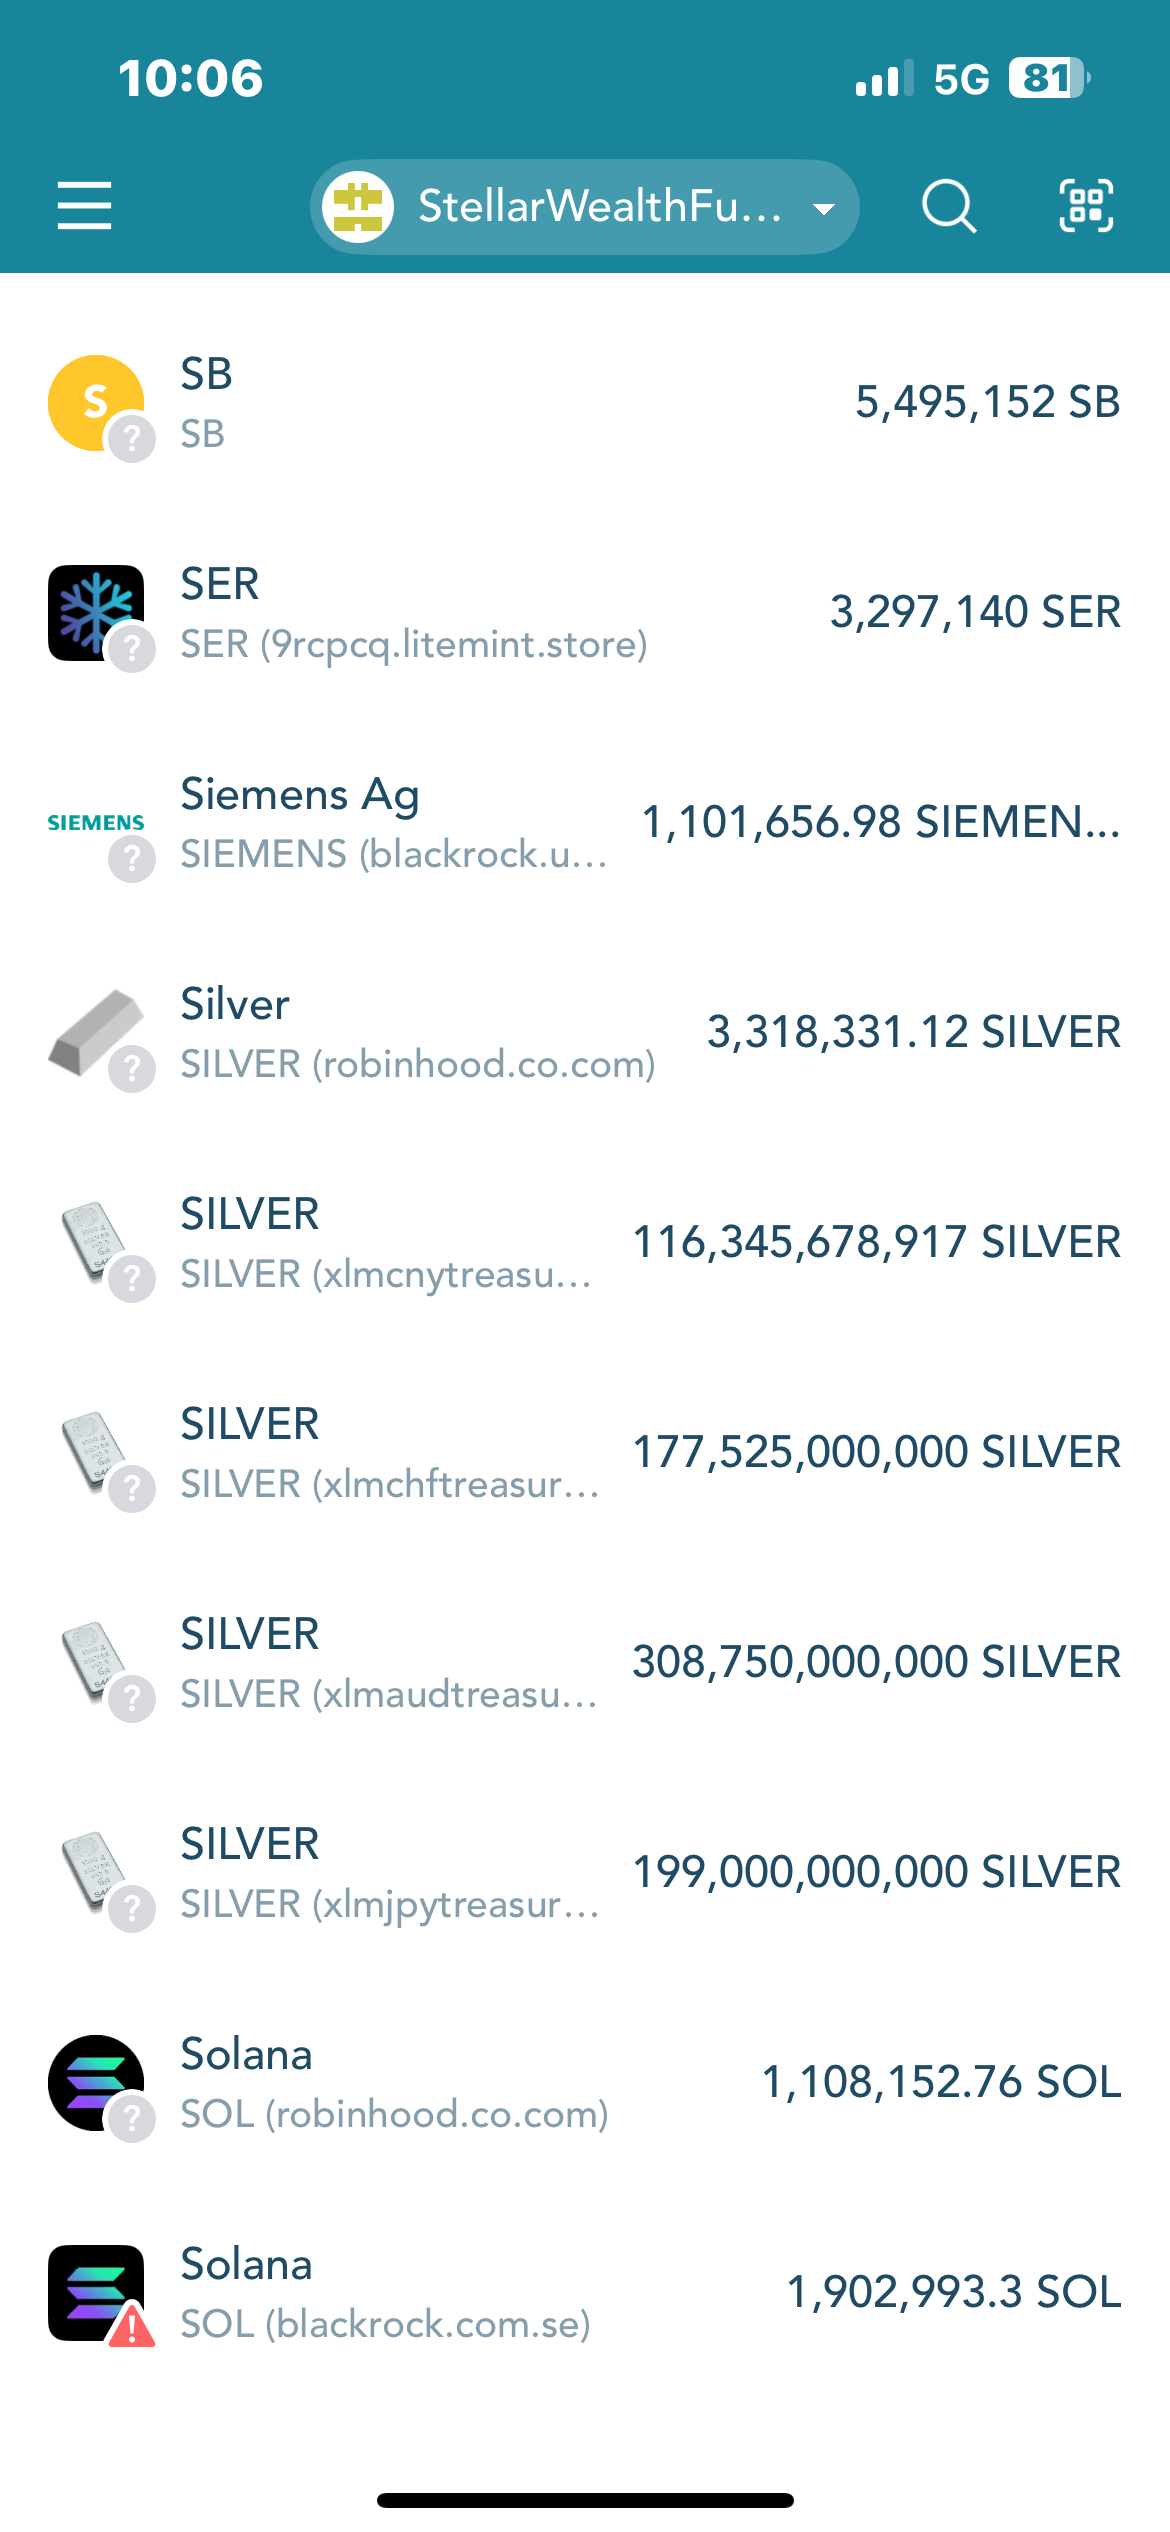 10:06
5G 81
StellarWealthFu...
S
SB
SB
5,495,152 SB
?
SER
SER (9rcpcq.litemint.store)
3,297,140 SER
?
SIEMENS
Siemens Ag
SIEMENS (blackrock.u...
1,101,656.98 SIEMEN...
?
Silver
SILVER (robinhood.co.com)
3,318,331.12 SILVER
?
SILVER
SILVER (xlmcnytreasu...
116,345,678,917 SILVER
?
SILVER
SILVER (xlmchftreasur...
177,525,000,000 SILVER
?
SILVER
SILVER (xlmaudtreasu...
308,750,000,000 SILVER
?
SILVER
SILVER (xlmjpytreasur...
199,000,000,000 SILVER
?
Solana
SOL (robinhood.co.com)
1,108,152.76 SOL
?
Solana
SOL (blackrock.com.se)
1,902,993.3 SOL
!